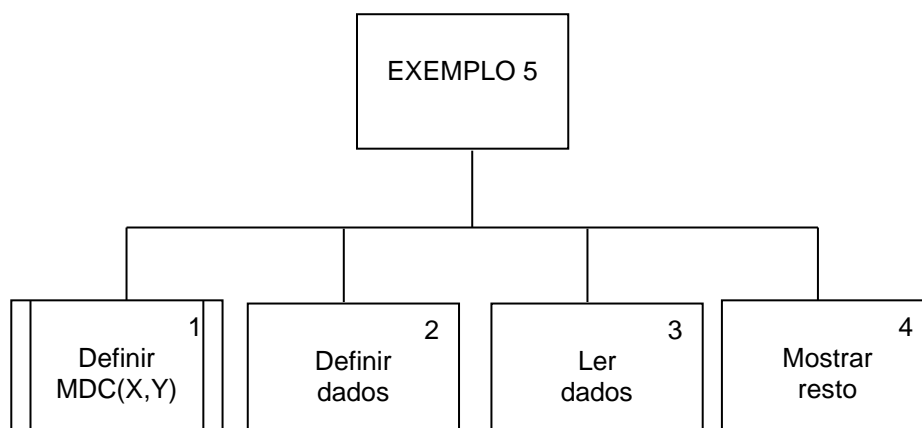 EXEMPLO 5
1
Definir
MDC(X,Y)
2
Definir
dados
3
Ler
dados
4
Mostrar
resto